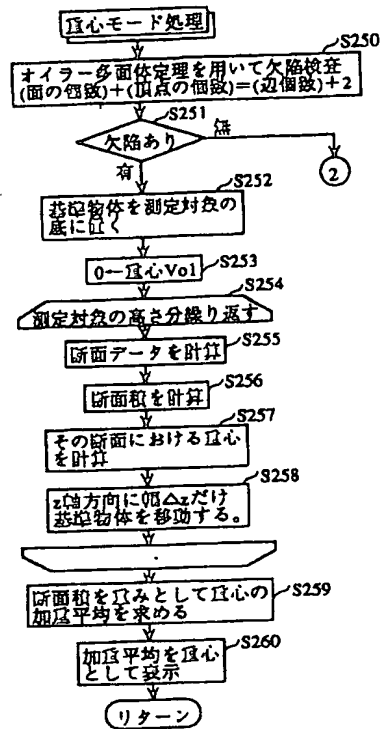 重心モード処理
S250
オイラー多面体定理を用いて欠陥検査
(面の個数)+(頂点の個数)=(辺個数)+2
S251
欠陥あり
無
2
有
S252
基準物体を測定対象の
底に置く
S253
0←重心Vol
S254
測定対象の高さ分繰り返す
S255
断面データを計算
S256
断面積を計算
S257
その断面における重心
を計算
S258
z軸方向に幅△zだけ
基準物体を移動する。
S259
断面積を重みとして重心の
加重平均を求める
S260
加重平均を重心
として表示
リターン